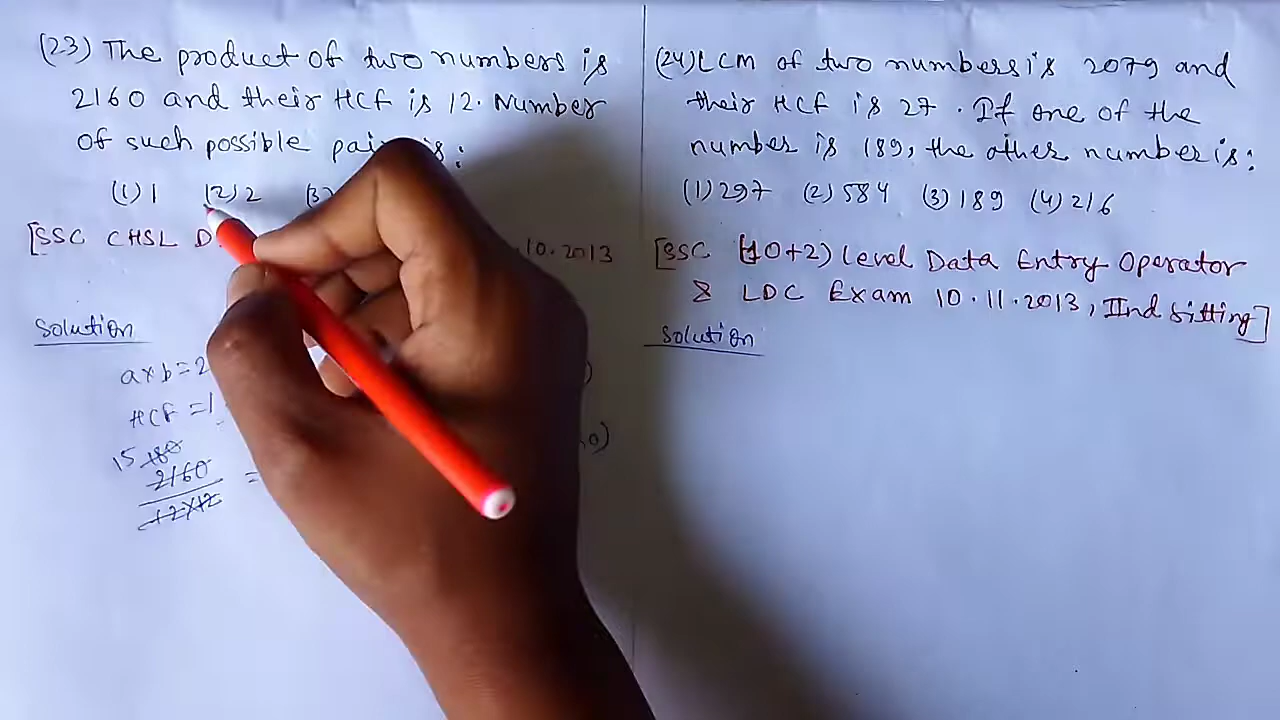 (23) The product of two numbers is
2160 and their HCF is 12. Number
of such possible is:
(1) 1 (2) 2 (3)
[SSC CHSL 10.2013
Solution
a×b=2
HCF =1
15 180
2160 =
12×12
(24) LCM of two numbers is 2079 and
their HCF is 27. If one of the
number is 189, the other number is:
(1) 297 (2) 584 (3) 189 (4) 216
[SSC (10+2) Level Data Entry Operator
& LDC Exam 10.11.2013, IInd Sitting]
Solution